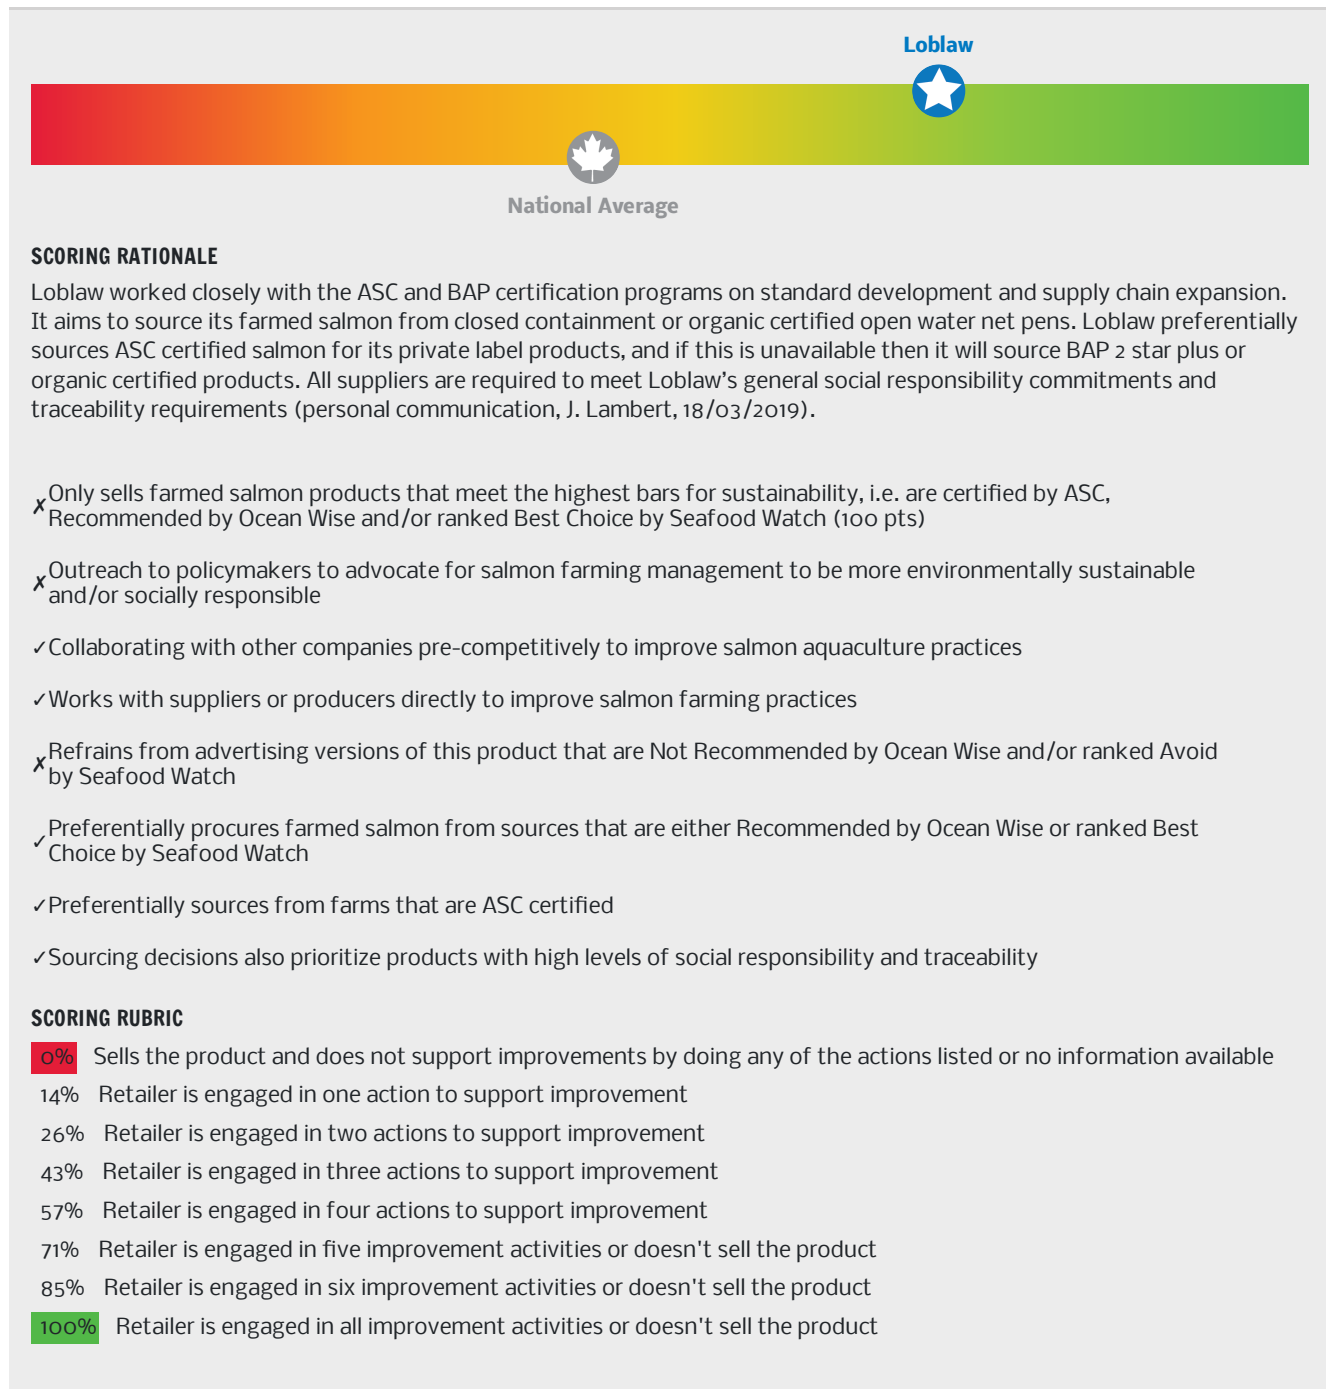 Loblaw
National Average
SCORING RATIONALE
Loblaw worked closely with the ASC and BAP certification programs on standard development and supply chain expansion.
It aims to source its farmed salmon from closed containment or organic certified open water net pens. Loblaw preferentially
sources ASC certified salmon for its private label products, and if this is unavailable then it will source BAP 2 star plus or
organic certified products. All suppliers are required to meet Loblaw’s general social responsibility commitments and
traceability requirements (personal communication, J. Lambert, 18/03/2019).
✗Only sells farmed salmon products that meet the highest bars for sustainability, i.e. are certified by ASC,
Recommended by Ocean Wise and/or ranked Best Choice by Seafood Watch (100 pts)
✗Outreach to policymakers to advocate for salmon farming management to be more environmentally sustainable
and/or socially responsible
✓Collaborating with other companies pre-competitively to improve salmon aquaculture practices
✓Works with suppliers or producers directly to improve salmon farming practices
✗Refrains from advertising versions of this product that are Not Recommended by Ocean Wise and/or ranked Avoid
by Seafood Watch
✓Preferentially procures farmed salmon from sources that are either Recommended by Ocean Wise or ranked Best
Choice by Seafood Watch
✓Preferentially sources from farms that are ASC certified
✓Sourcing decisions also prioritize products with high levels of social responsibility and traceability
SCORING RUBRIC
0% Sells the product and does not support improvements by doing any of the actions listed or no information available
14% Retailer is engaged in one action to support improvement
26% Retailer is engaged in two actions to support improvement
43% Retailer is engaged in three actions to support improvement
57% Retailer is engaged in four actions to support improvement
71% Retailer is engaged in five improvement activities or doesn't sell the product
85% Retailer is engaged in six improvement activities or doesn't sell the product
100% Retailer is engaged in all improvement activities or doesn't sell the product